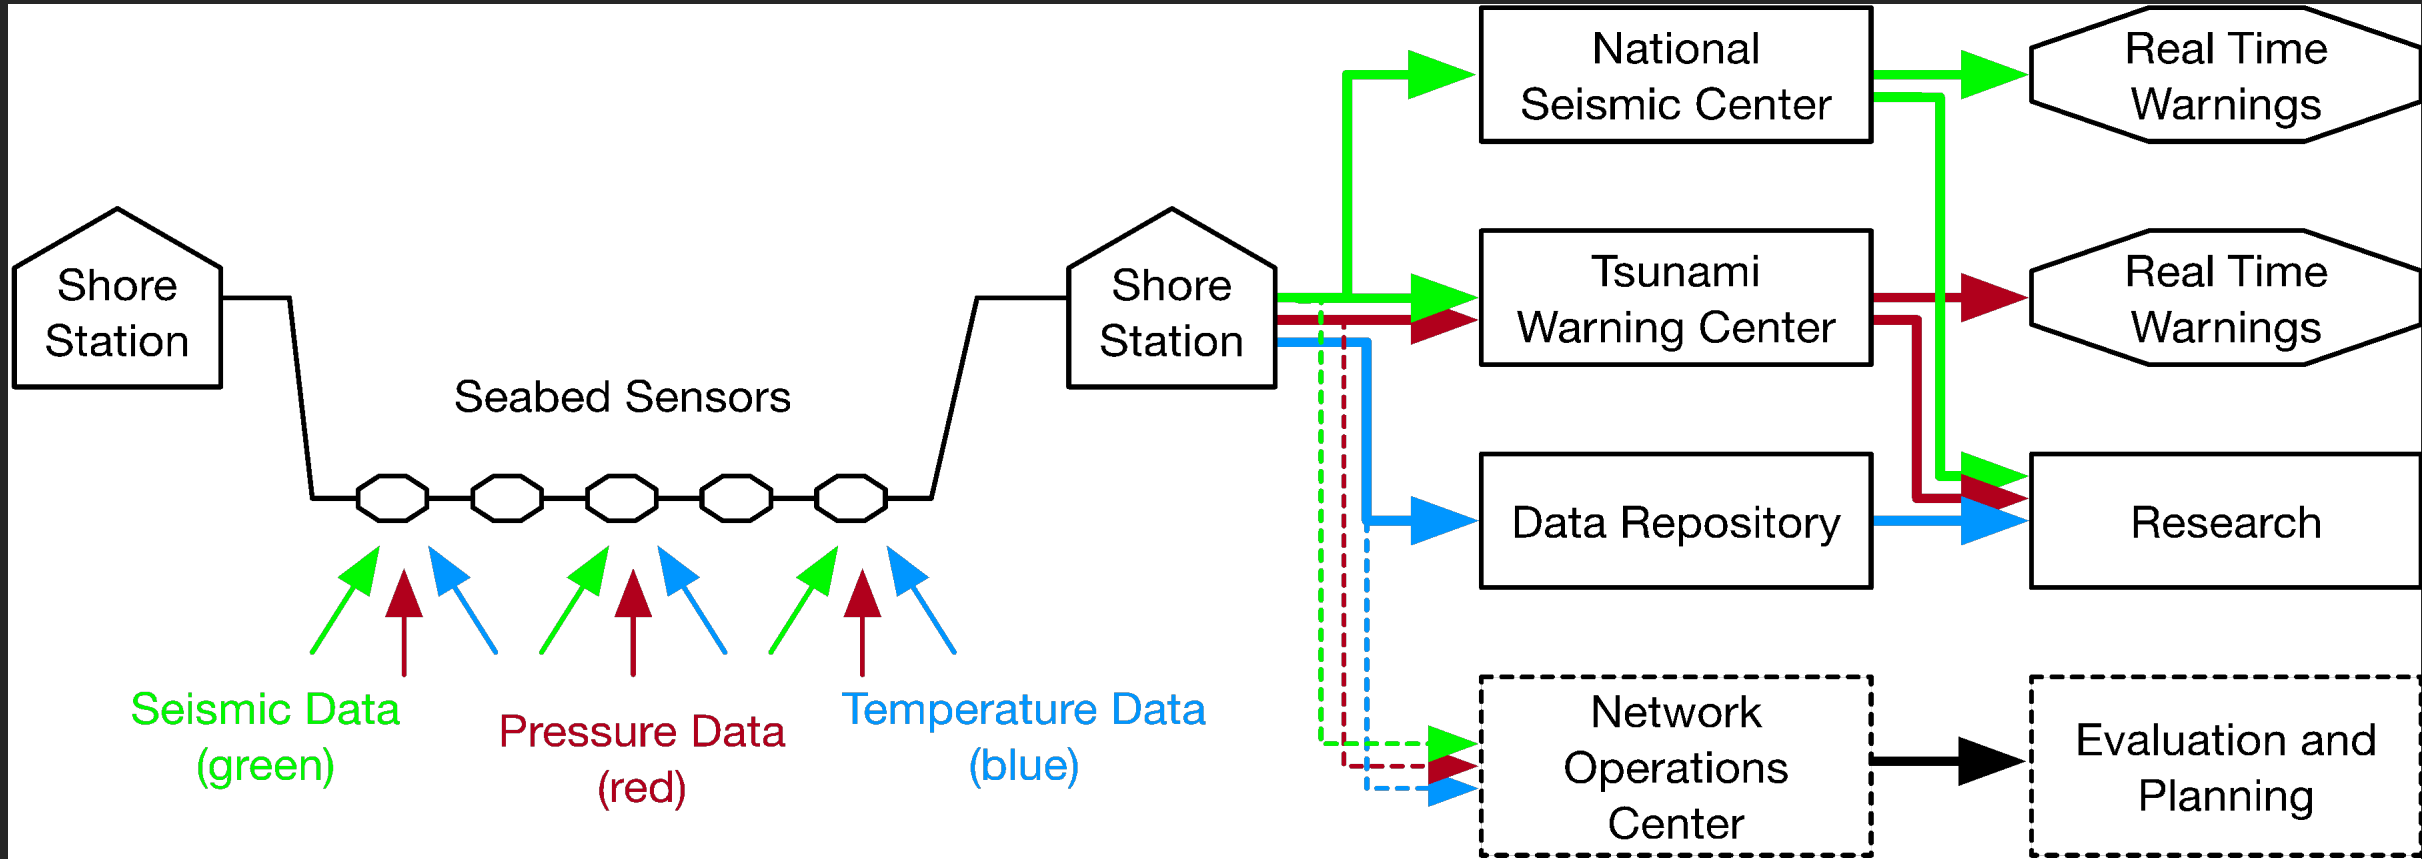 National
Seismic Center
Real Time
Warnings
Shore
Station
Seabed Sensors
Shore
Station
Tsunami
Warning Center
Real Time
Warnings
Data Repository
Research
Seismic Data
(green)
Pressure Data
(red)
Temperature Data
(blue)
Network
Operations
Center
Evaluation and
Planning